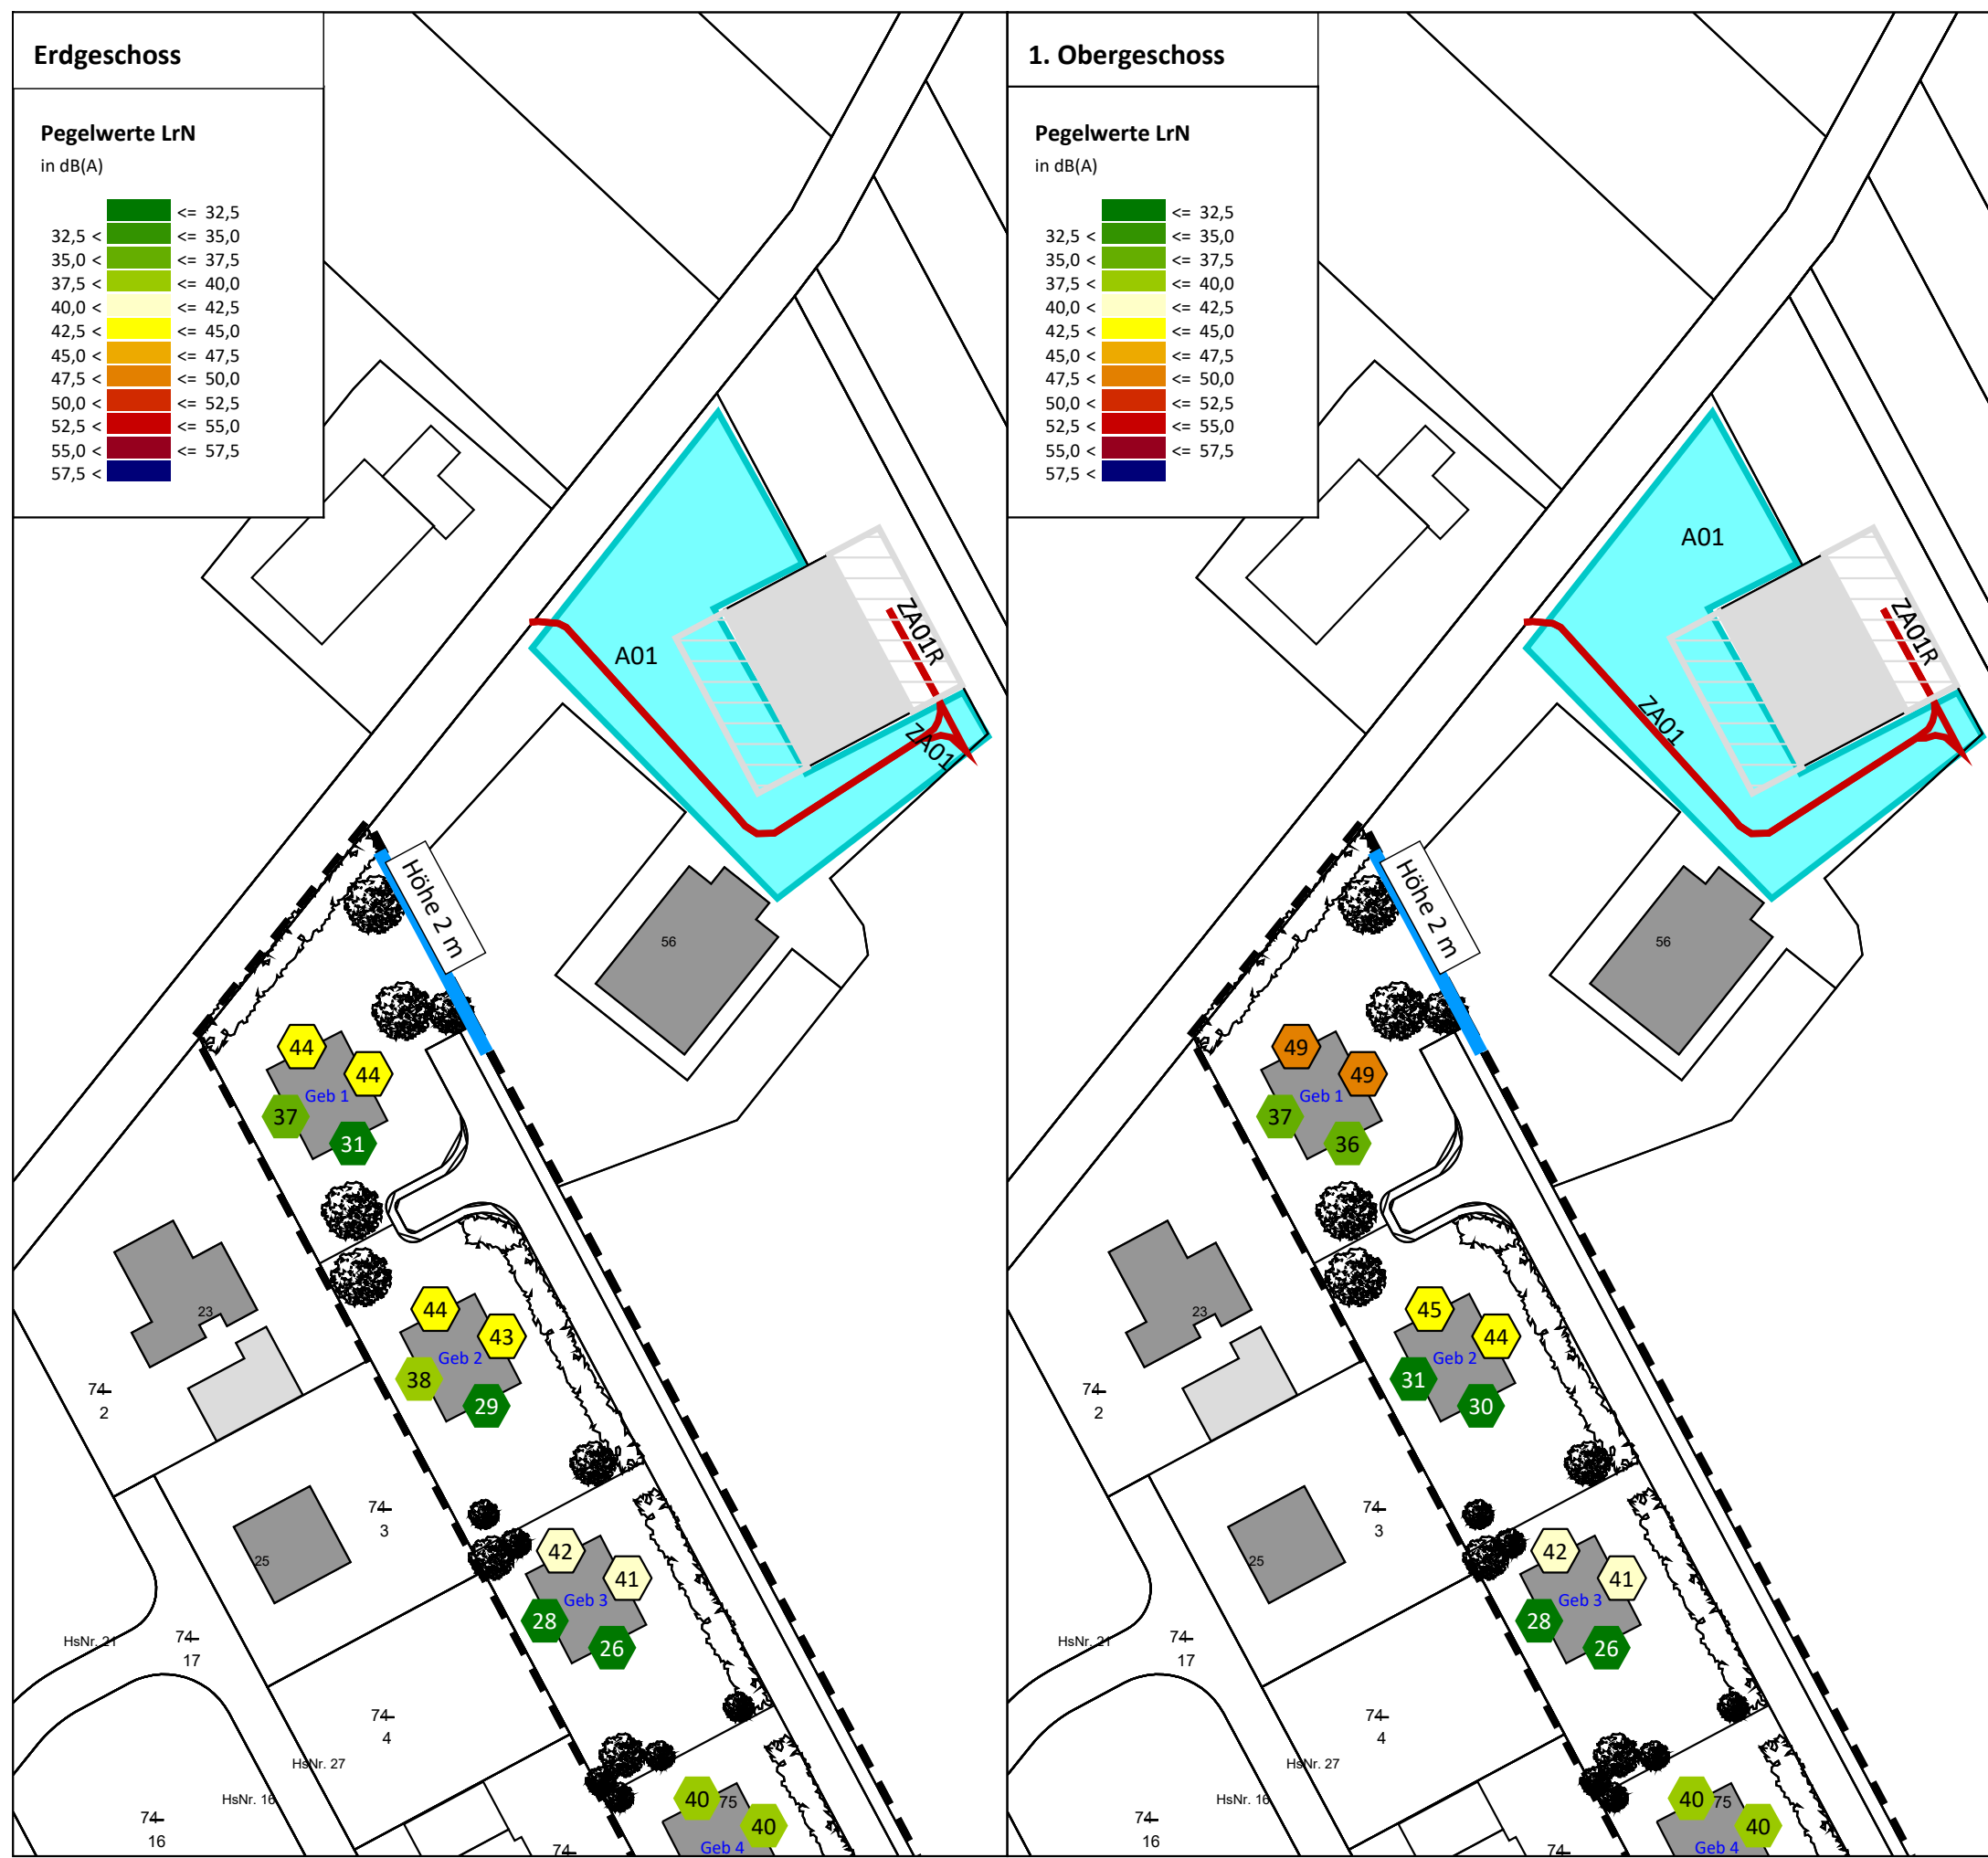 Erdgeschoss
Pegelwerte LrN
in dB(A)
<= 32,5
32,5 < <= 35,0
35,0 < <= 37,5
37,5 < <= 40,0
40,0 < <= 42,5
42,5 < <= 45,0
45,0 < <= 47,5
47,5 < <= 50,0
50,0 < <= 52,5
52,5 < <= 55,0
55,0 < <= 57,5
57,5 <
A01
ZA01R
ZA01
Höhe 2 m
56
44
44
Geb 1
37
31
44
43
Geb 2
38
29
23
74-
2
74-
3
25
42
41
Geb 3
28
26
HsNr. 21
74-
17
74-
4
HsNr. 27
HsNr. 16
74-
16
40
75
40
Geb 4
74-
1. Obergeschoss
Pegelwerte LrN
in dB(A)
<= 32,5
32,5 < <= 35,0
35,0 < <= 37,5
37,5 < <= 40,0
40,0 < <= 42,5
42,5 < <= 45,0
45,0 < <= 47,5
47,5 < <= 50,0
50,0 < <= 52,5
52,5 < <= 55,0
55,0 < <= 57,5
57,5 <
A01
ZA01R
ZA01
Höhe 2 m
56
49
49
Geb 1
37
36
45
44
Geb 2
31
30
23
74-
2
74-
3
25
42
41
Geb 3
28
26
HsNr. 21
74-
17
74-
4
HsNr. 27
HsNr. 16
74-
16
40
75
40
Geb 4
74-